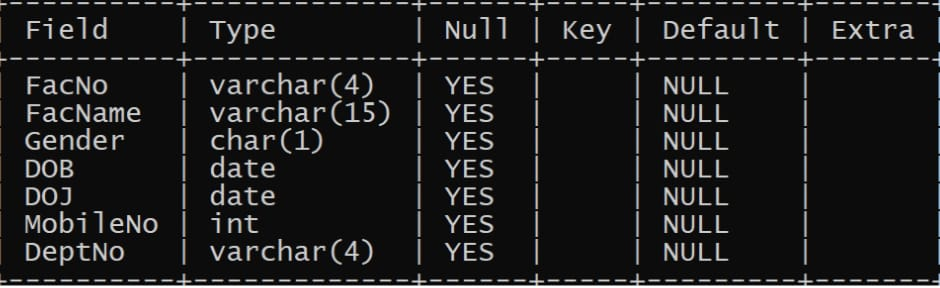 +----------+-------------+------+-----+---------+-------+
| Field | Type | Null | Key | Default | Extra |
+----------+-------------+------+-----+---------+-------+
| FacNo | varchar(4) | YES | | NULL | |
| FacName | varchar(15) | YES | | NULL | |
| Gender | char(1) | YES | | NULL | |
| DOB | date | YES | | NULL | |
| DOJ | date | YES | | NULL | |
| MobileNo | int | YES | | NULL | |
| DeptNo | varchar(4) | YES | | NULL | |
+----------+-------------+------+-----+---------+-------+